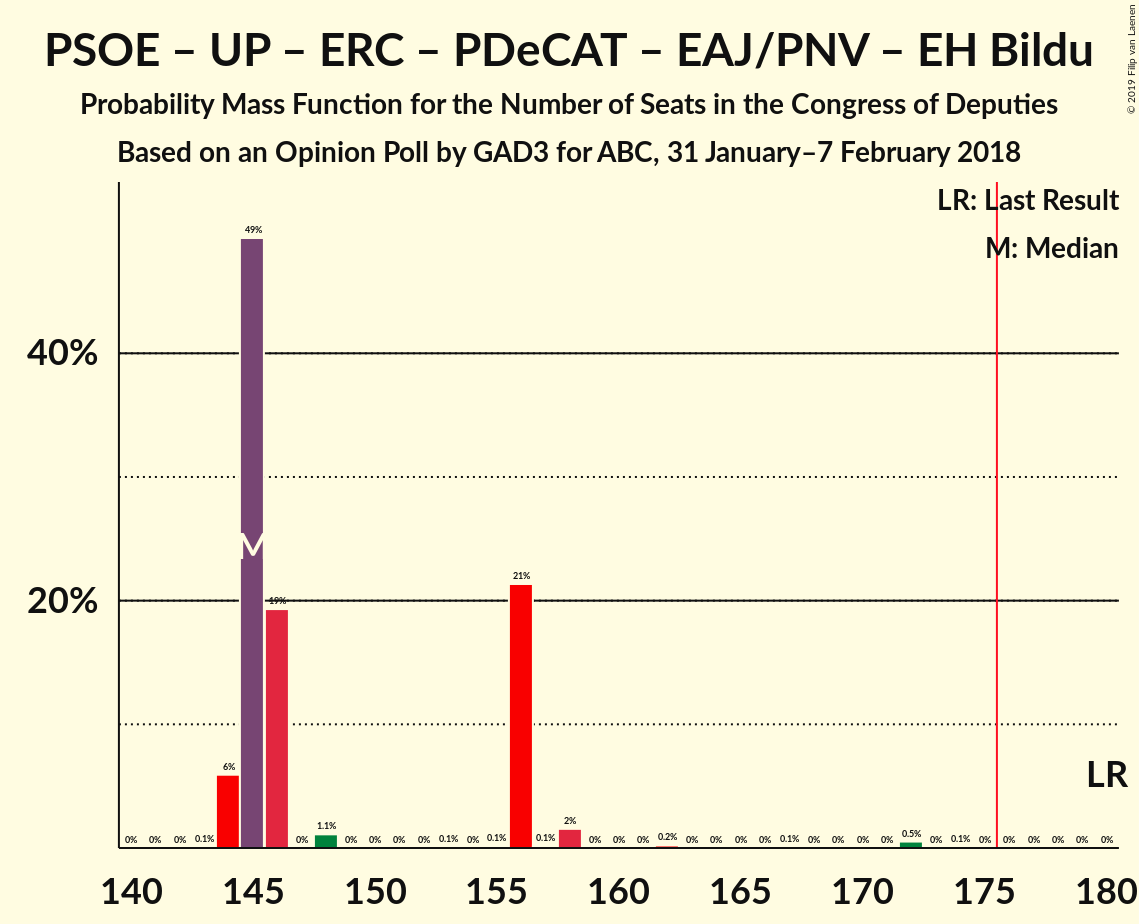 PSOE – UP – ERC – PDeCAT – EAJ/PNV – EH Bildu
Probability Mass Function for the Number of Seats in the Congress of Deputies
Based on an Opinion Poll by GAD3 for ABC, 31 January–7 February 2018
© 2019 Filip van Laenen
LR: Last Result
M: Median
49%
40%
M
21%
20%
19%
LR
6%
2%
1.1%
0% 0% 0% 0.1% 0% 0% 0% 0% 0% 0.1% 0% 0.1% 0.1% 0% 0% 0% 0.2% 0% 0% 0% 0% 0.1% 0% 0% 0% 0% 0.5% 0% 0.1% 0% 0% 0% 0% 0% 0%
140 145 150 155 160 165 170 175 180